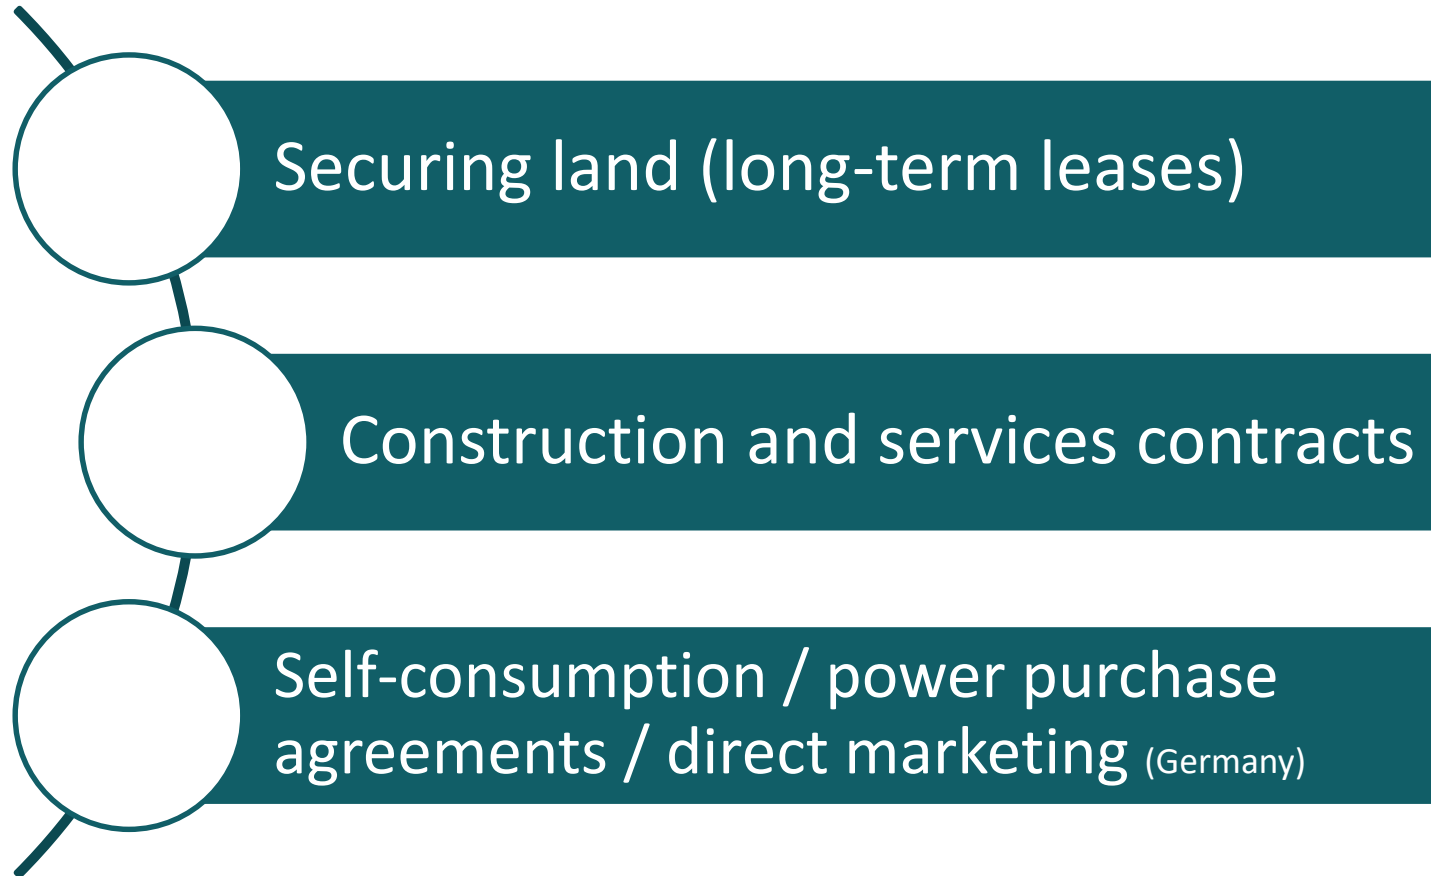 Securing land (long-term leases)
Construction and services contracts
Self-consumption / power purchase
agreements / direct marketing (Germany)